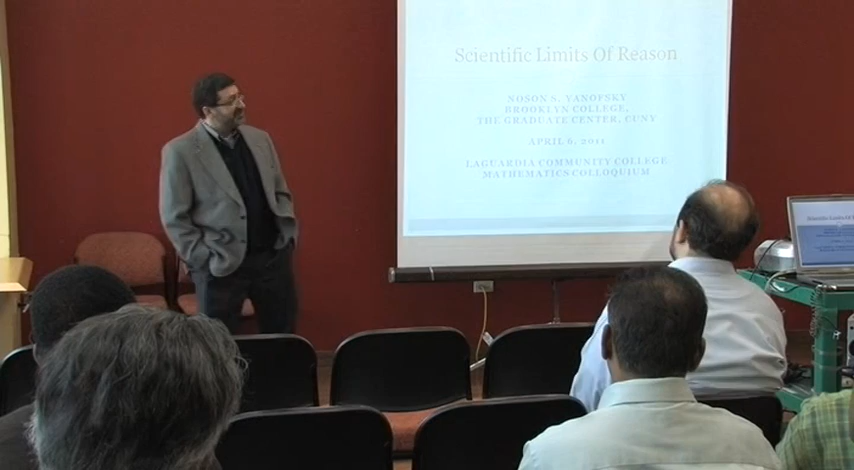 Scientific Limits Of Reason
NOSON S. YANOFSKY
BROOKLYN COLLEGE,
THE GRADUATE CENTER, CUNY
APRIL 6, 2011
LAGUARDIA COMMUNITY COLLEGE
MATHEMATICS COLLOQUIUM